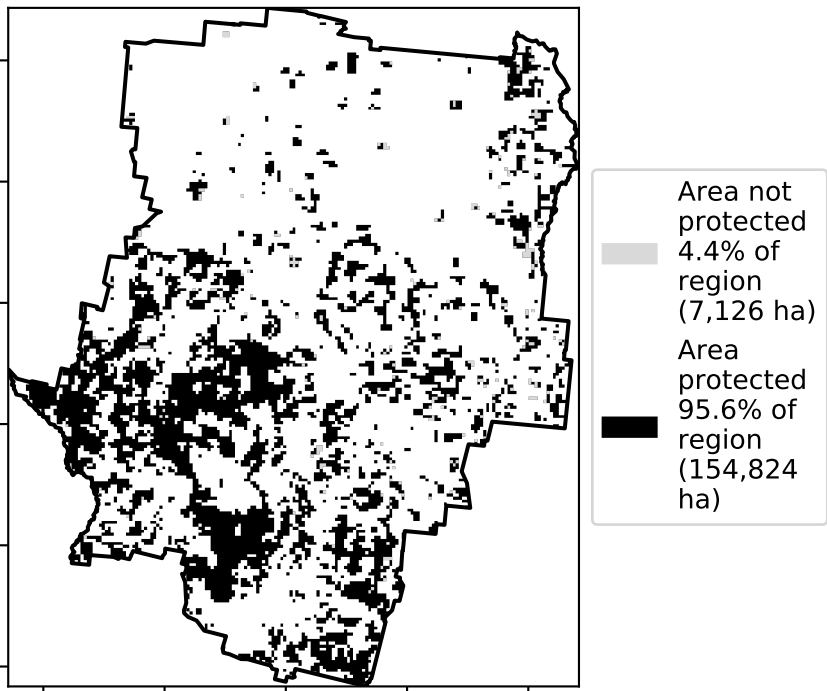 Area not
protected
4.4% of
region
(7,126 ha)
Area
protected
95.6% of
region
(154,824
ha)